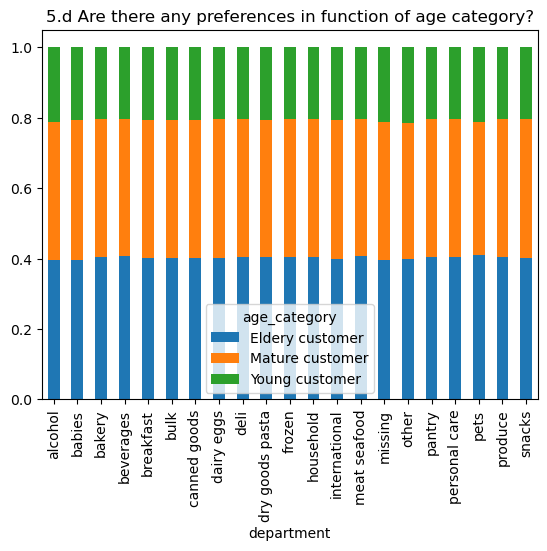 5.d Are there any preferences in function of age category?
1.0
0.8
0.6
0.4
0.2
0.0
age_category
Eldery customer
Mature customer
Young customer
alcohol
babies
bakery
beverages
breakfast
bulk
canned goods
dairy eggs
deli
dry goods pasta
frozen
household
international
meat seafood
missing
other
pantry
personal care
pets
produce
snacks
department